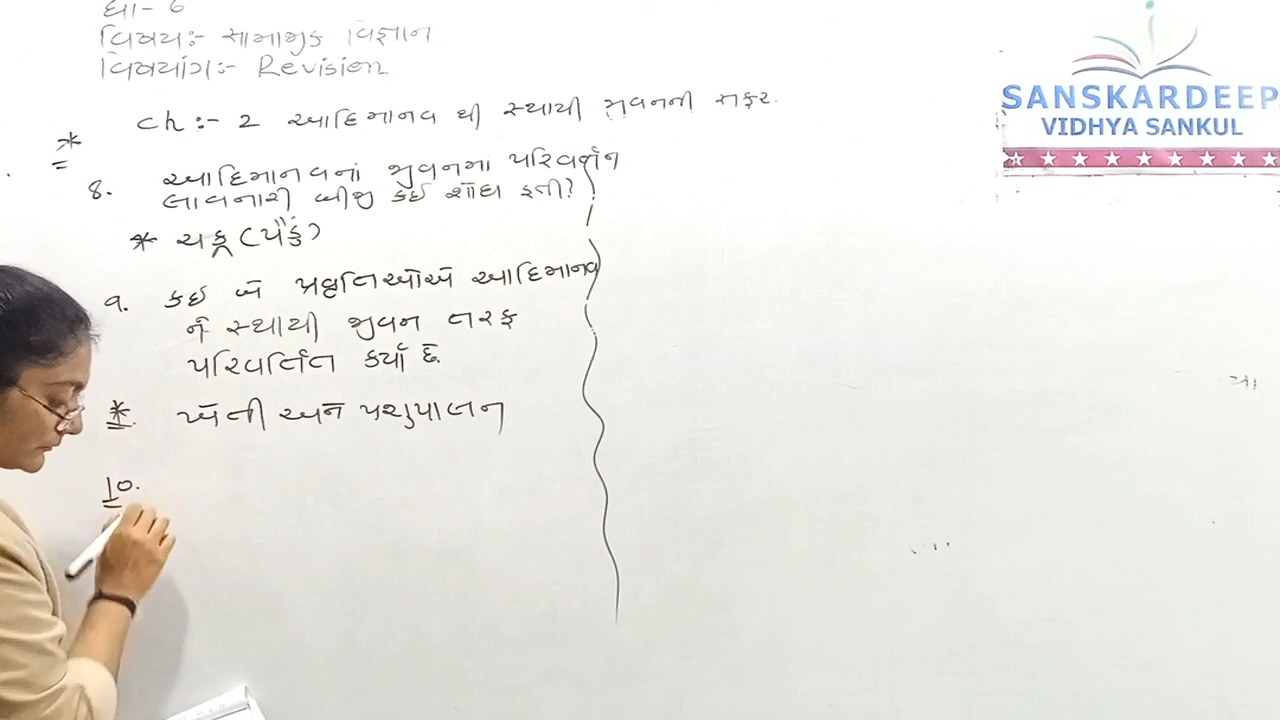 ધો- 6
વિષય:- સામાજીક વિજ્ઞાન
વિષયાંગ:- Revision
Ch :- 2 આદિમાનવ થી સ્થાયી જીવનની સફર.
*
8. આદિમાનવનાં જીવનમાં પરિવર્તન
લાવનારી બીજી કઈ શોધ હતી?
* ચક્ર (પૈંડું)
9. કઈ બે પ્રવૃત્તિઓએ આદિમાનવ
ને સ્થાયી જીવન તરફ
પરિવર્તિત કર્યાં છે.
* ખેતી અને પશુપાલન
10.
SANSKARDEEP
VIDHYA SANKUL